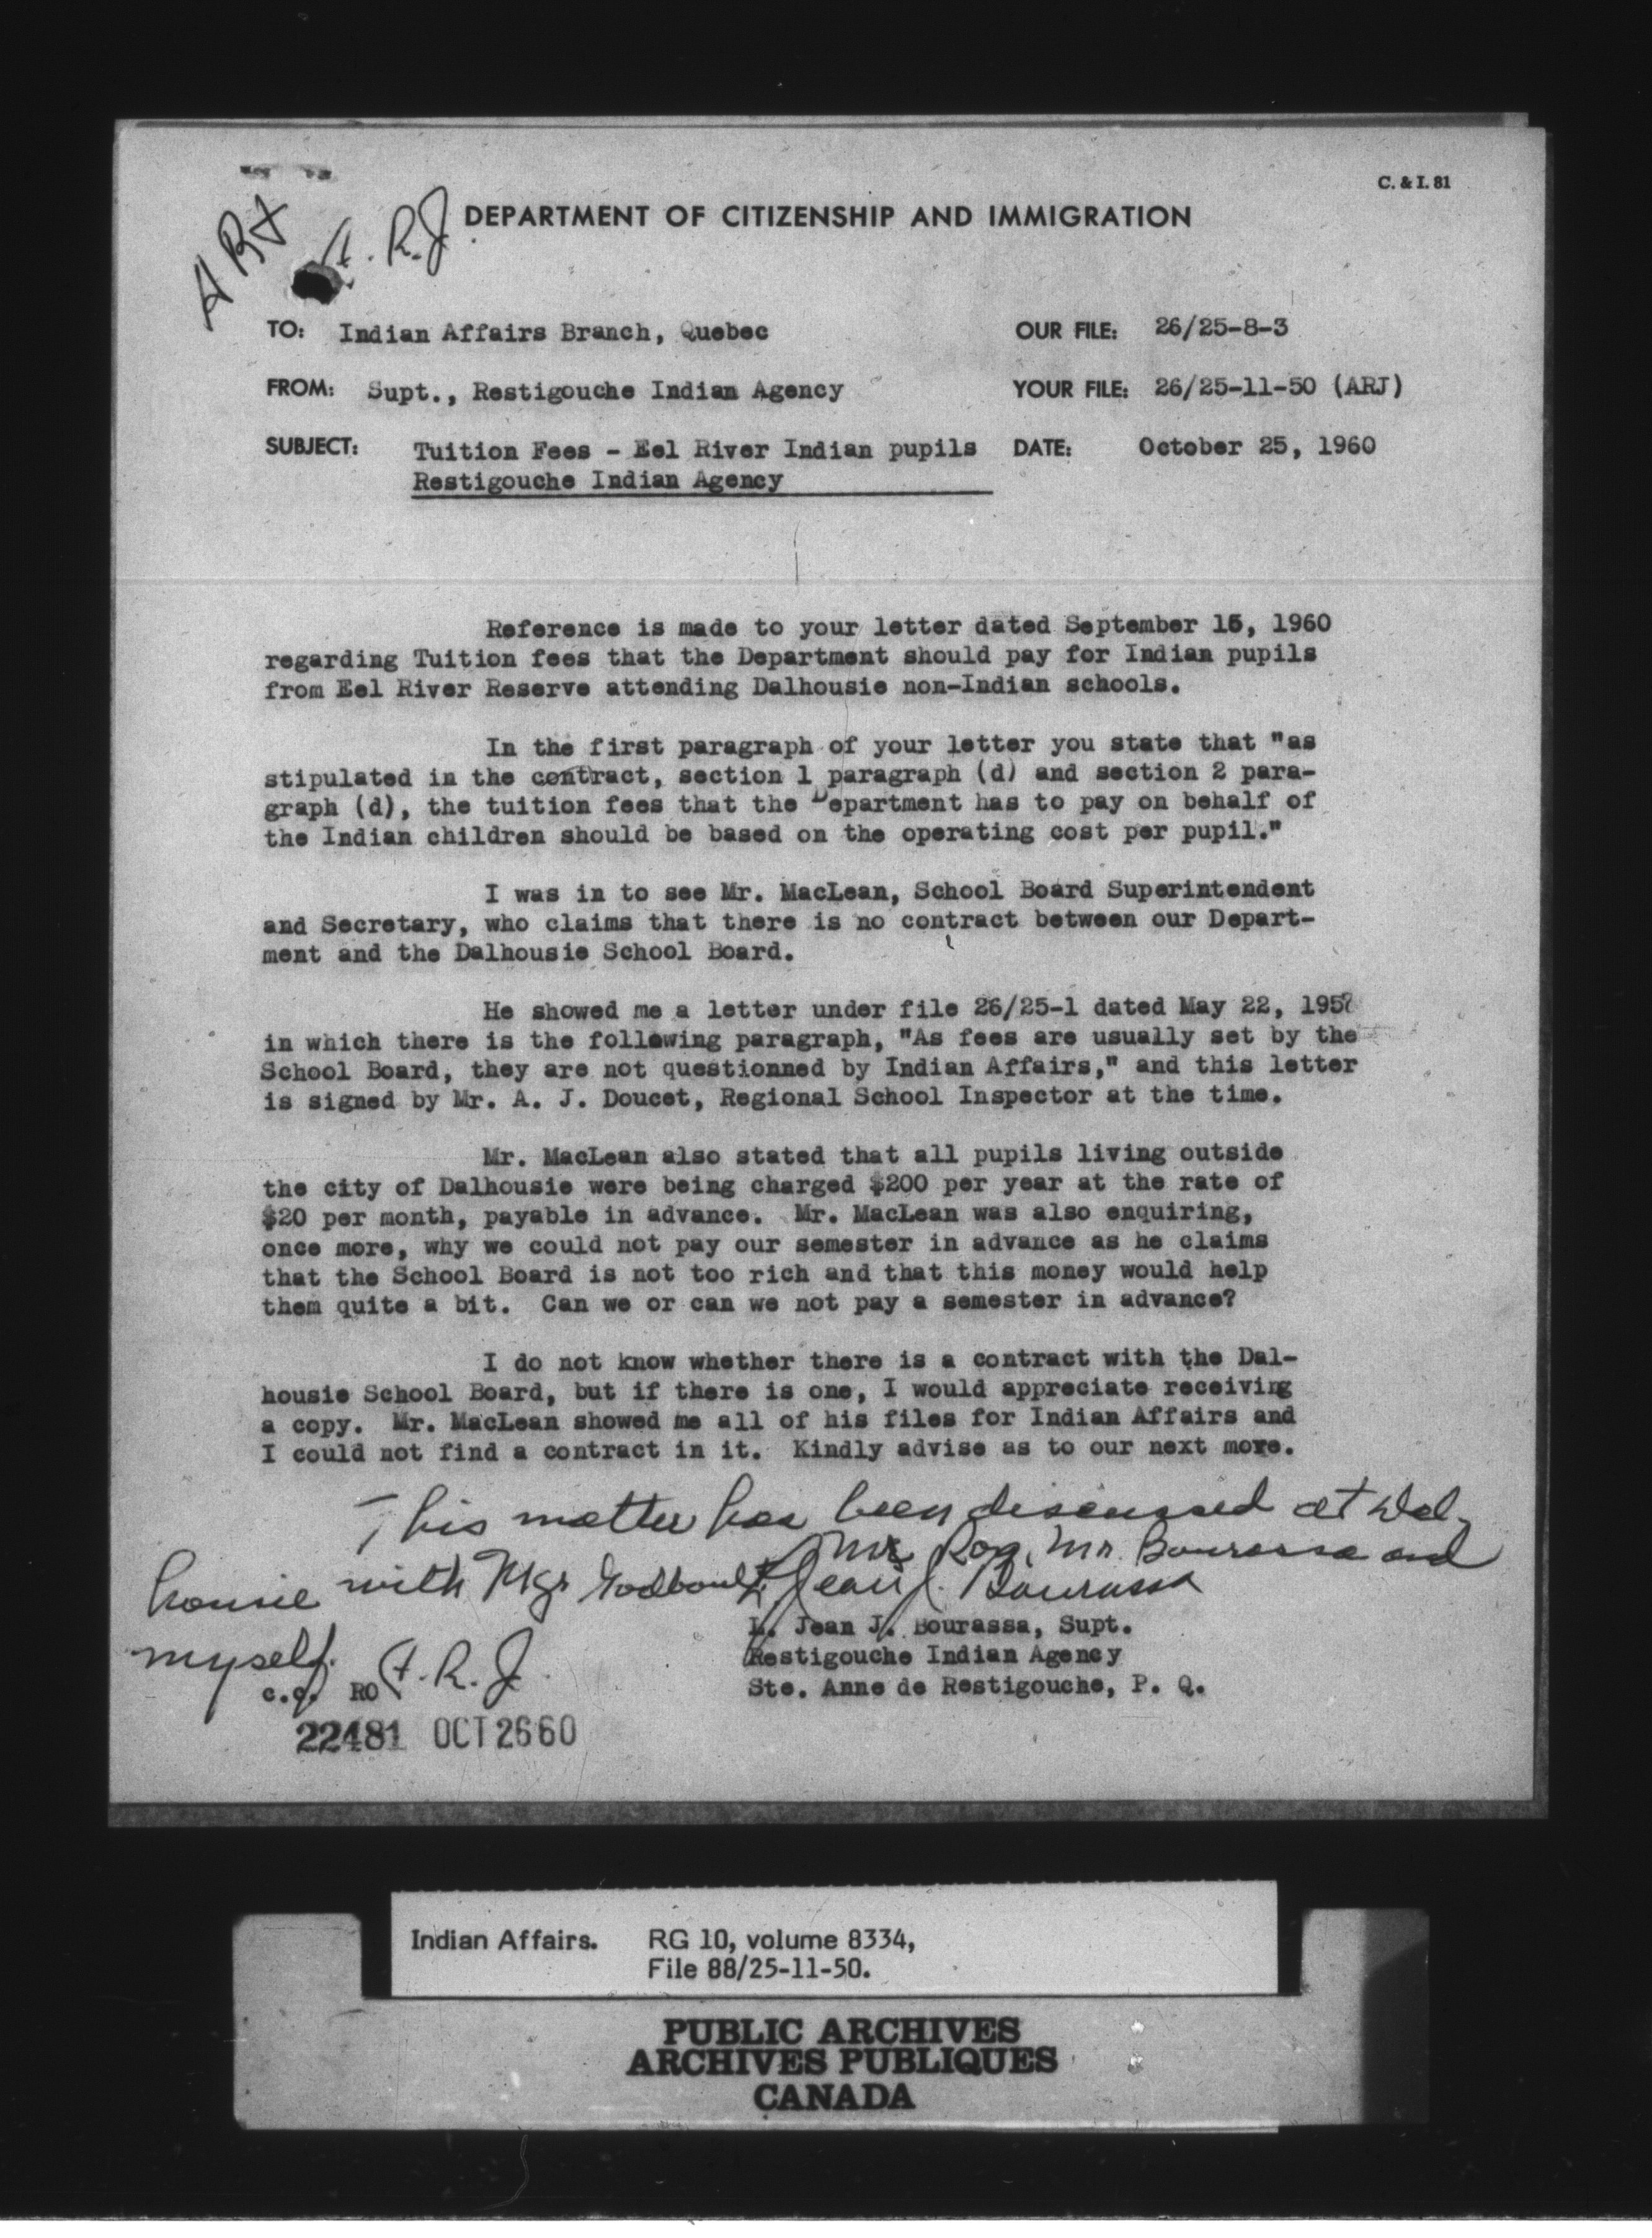 C. & I. 81
ARJ
A. R. J.
DEPARTMENT OF CITIZENSHIP AND IMMIGRATION
TO: Indian Affairs Branch, Quebec
OUR FILE: 26/25-8-3
FROM: Supt., Restigouche Indian Agency
YOUR FILE: 26/25-11-50 (ARJ)
SUBJECT: Tuition Fees - Eel River Indian pupils
Restigouche Indian Agency
DATE: October 25, 1960
Reference is made to your letter dated September 15, 1960
regarding Tuition fees that the Department should pay for Indian pupils
from Eel River Reserve attending Dalhousie non-Indian schools.
In the first paragraph of your letter you state that "as
stipulated in the contract, section 1 paragraph (d) and section 2 para-
graph (d), the tuition fees that the Department has to pay on behalf of
the Indian children should be based on the operating cost per pupil."
I was in to see Mr. MacLean, School Board Superintendent
and Secretary, who claims that there is no contract between our Depart-
ment and the Dalhousie School Board.
He showed me a letter under file 26/25-1 dated May 22,
in which there is the following paragraph, "As fees are usually set by the
School Board, they are not questionned by Indian Affairs," and this letter
is signed by Mr. A. J. Doucet, Regional School Inspector at the time.
Mr. MacLean also stated that all pupils living outside
the city of Dalhousie were being charged $200 per year at the rate of
$20 per month, payable in advance. Mr. MacLean was also enquiring,
once more, why we could not pay our semester in advance as he claims
that the School Board is not too rich and that this money would help
them quite a bit. Can we or can we not pay a semester in advance?
I do not know whether there is a contract with the Dal-
housie School Board, but if there is one, I would appreciate receiving
a copy. Mr. MacLean showed me all of his files for Indian Affairs and
I could not find a contract in it. Kindly advise as to our next move.
This matter has been discussed at Dal-
housie with Mgr Godbout, Mr. Mr. Bourassa and
myself. A. R. J.
L. Jean J. Bourassa
L. Jean J. Bourassa, Supt.
Restigouche Indian Agency
Ste. Anne de Restigouche, P. Q.
c.c. RO
22481 OCT 26 60
Indian Affairs. RG 10, volume 8334,
File 88/25-11-50.
PUBLIC ARCHIVES
ARCHIVES PUBLIQUES
CANADA